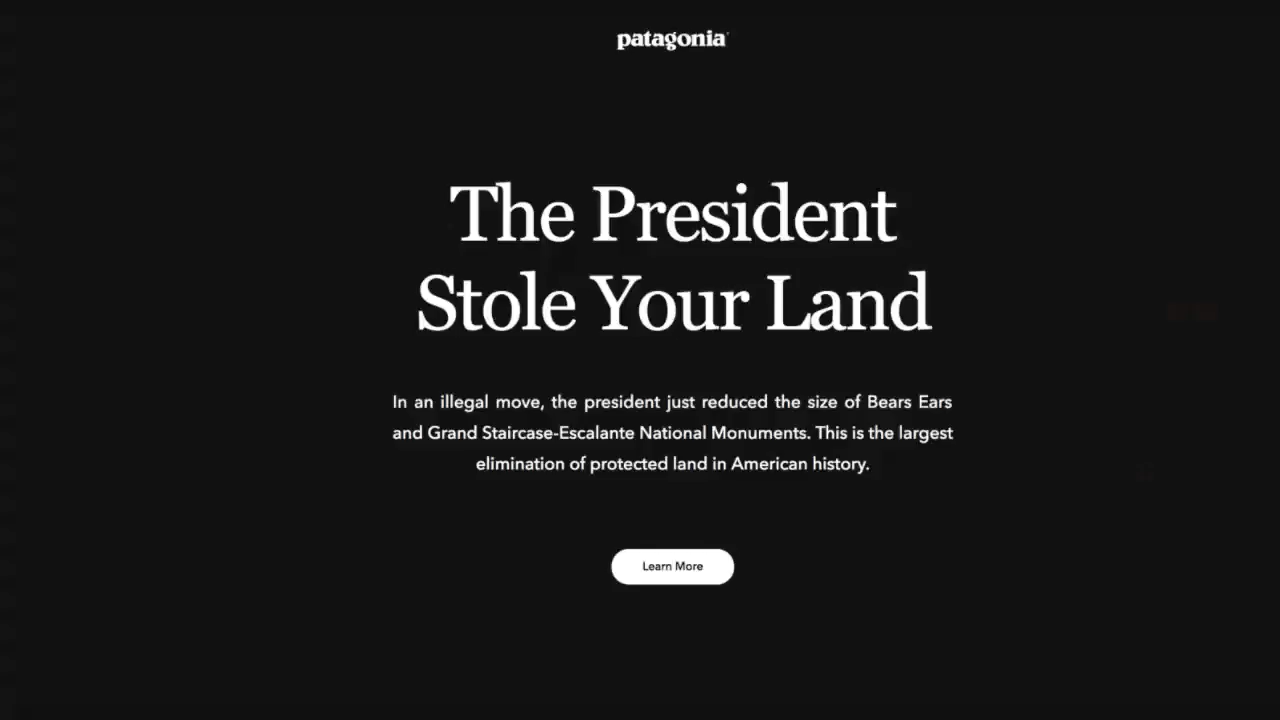 patagonia
The President
Stole Your Land
In an illegal move, the president just reduced the size of Bears Ears
and Grand Staircase-Escalante National Monuments. This is the largest
elimination of protected land in American history.
Learn More